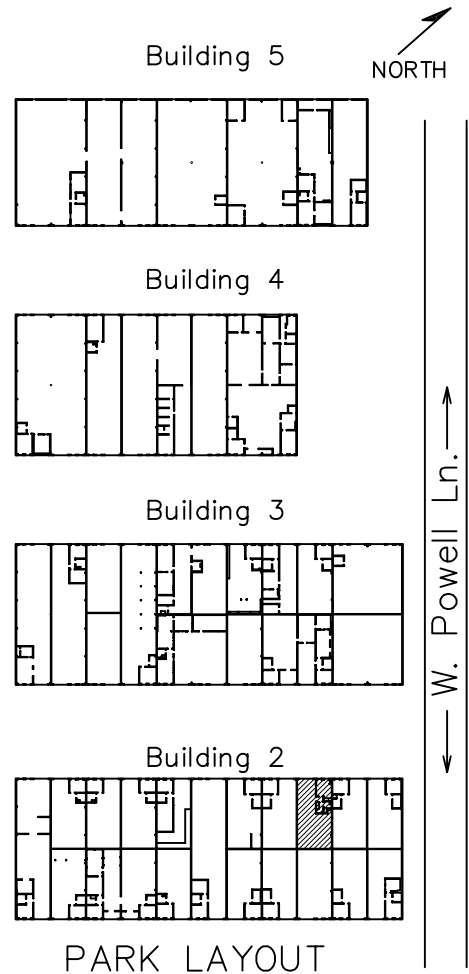 Building 5
NORTH
Building 4
Building 3
W. Powell Ln.
Building 2
PARK LAYOUT